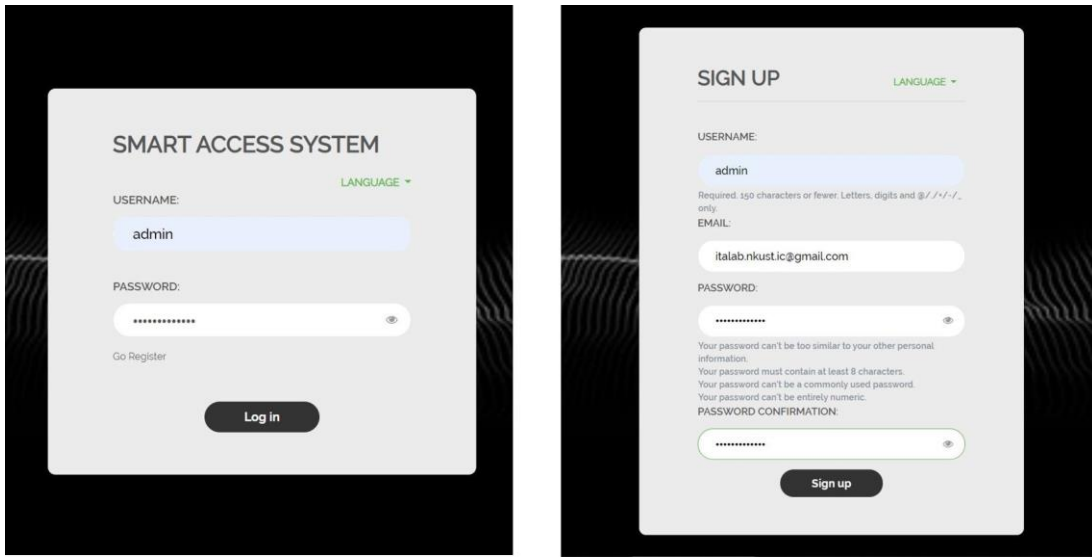 SMART ACCESS SYSTEM
LANGUAGE
USERNAME:
admin
PASSWORD:
•••••••••••••
Go Register
Log in
SIGN UP
LANGUAGE
USERNAME:
admin
Required. 150 characters or fewer. Letters, digits and @/./+/-/_
only.
EMAIL:
italab.nkust.ic@gmail.com
PASSWORD:
•••••••••••••
Your password can't be too similar to your other personal
information.
Your password must contain at least 8 characters.
Your password can't be a commonly used password.
Your password can't be entirely numeric.
PASSWORD CONFIRMATION:
•••••••••••••
Sign up